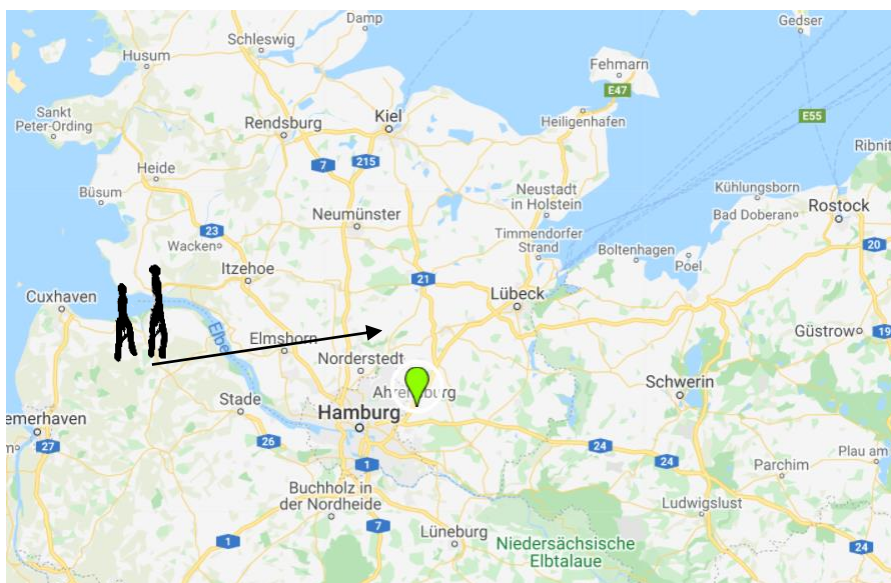 Damp
Gedser
Schleswig
Husum
Fehmarn
E47
Sankt
Peter-Ording
Kiel
Rendsburg
Heiligenhafen
E55
7
215
Ribnit
Heide
Büsum
Neustadt
in Holstein
Kühlungsborn
Rostock
Neumünster
Bad Doberan
23
Wacken
Timmendorfer
Strand
Boltenhagen
Poel
20
Itzehoe
21
Cuxhaven
Lübeck
Elbe
Elmshorn
Güstrow
19
Norderstedt
Schwerin
Stade
Hamburg
emerhaven
27
26
24
24
Plau am
1
Parchim
Buchholz in
der Nordheide
Ludwigslust
1
7
Lüneburg
Niedersächsische
Elbtalaue